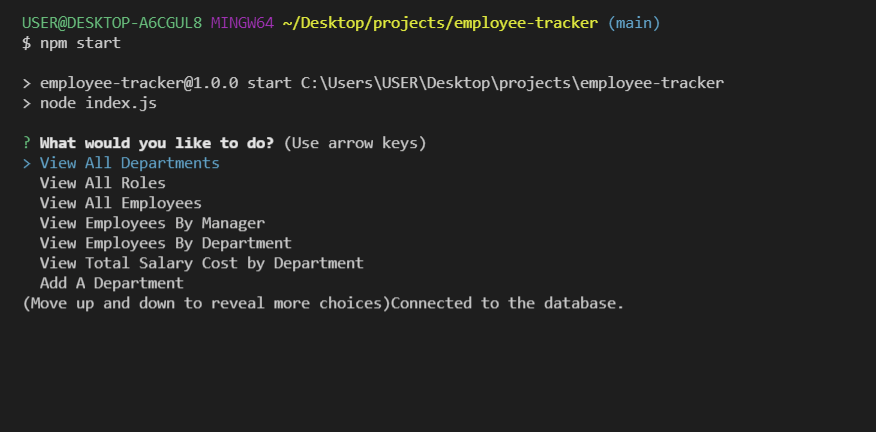 USER@DESKTOP-A6CGUL8 MINGW64 ~/Desktop/projects/employee-tracker (main)
$ npm start
> employee-tracker@1.0.0 start C:\Users\USER\Desktop\projects\employee-tracker
> node index.js
? What would you like to do? (Use arrow keys)
> View All Departments
View All Roles
View All Employees
View Employees By Manager
View Employees By Department
View Total Salary Cost by Department
Add A Department
(Move up and down to reveal more choices)Connected to the database.